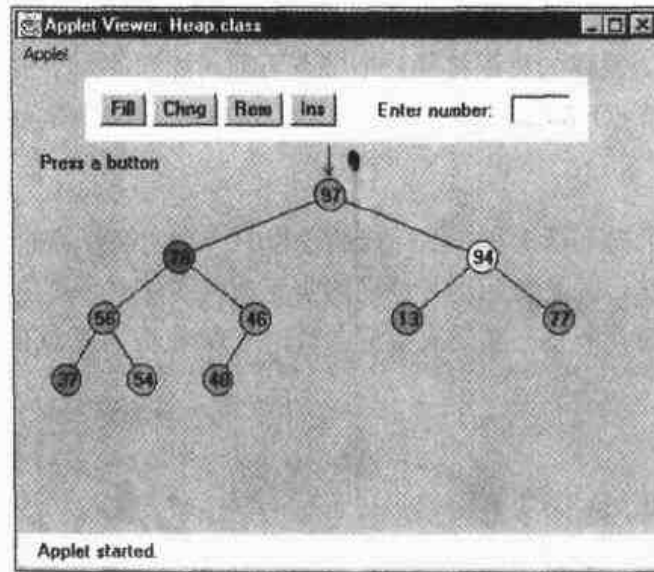 Applet Viewer: Heap.class
Applet
Fill Chng Rem Ins Enter number:
Press a button
97
94
56 46 13 77
37 54
Applet started.